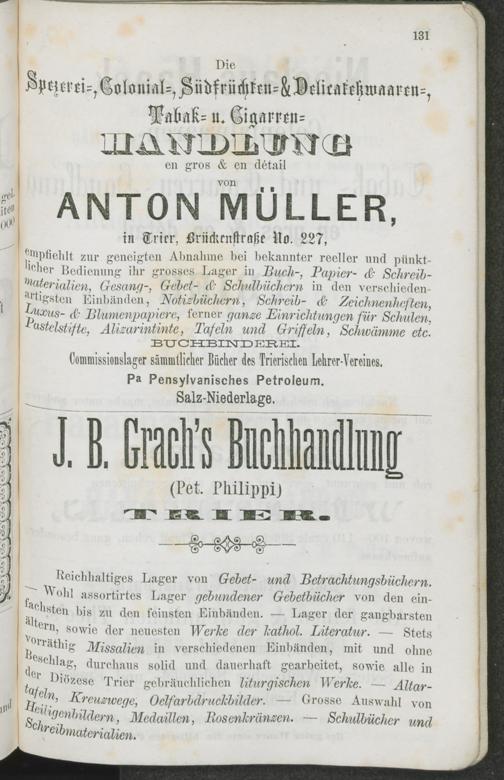 131
Die
Spezerei-, Colonial-, Südfrüchten- & Delicateßwaaren-,
Tabak- u. Cigarren-
HANDLUNG
en gros & en détail
von
ANTON MÜLLER,
in Trier, Brückenstraße No. 227,
empfiehlt zur geneigten Abnahme bei bekannter reeller und pünkt-
licher Bedienung ihr grosses Lager in Buch-, Papier- & Schreib-
materialien, Gesang-, Gebet- & Schulbüchern in den verschieden-
artigsten Einbänden, Notizbüchern, Schreib- & Zeichnenheften,
Luxus- & Blumenpapiere, ferner ganze Einrichtungen für Schulen,
Pastelstifte, Alizarintinte, Tafeln und Griffeln, Schwämme etc.
BUCHBINDEREI.
Commissionslager sämmtlicher Bücher des Trierischen Lehrer-Vereines.
Pa Pensylvanisches Petroleum.
Salz-Niederlage.
J. B. Grach's Buchhandlung
(Pet. Philippi)
TRIER.
Reichhaltiges Lager von Gebet- und Betrachtungsbüchern.
— Wohl assortirtes Lager gebundener Gebetbücher von den ein-
fachsten bis zu den feinsten Einbänden. — Lager der gangbarsten
ältern, sowie der neuesten Werke der kathol. Literatur. — Stets
vorräthig Missalien in verschiedenen Einbänden, mit und ohne
Beschlag, durchaus solid und dauerhaft gearbeitet, sowie alle in
der Diözese Trier gebräuchlichen liturgischen Werke. — Altar-
tafeln, Kreuzwege, Oelfarbdruckbilder. — Grosse Auswahl von
Heiligenbildern, Medaillen, Rosenkränzen. — Schulbücher und
Schreibmaterialien.